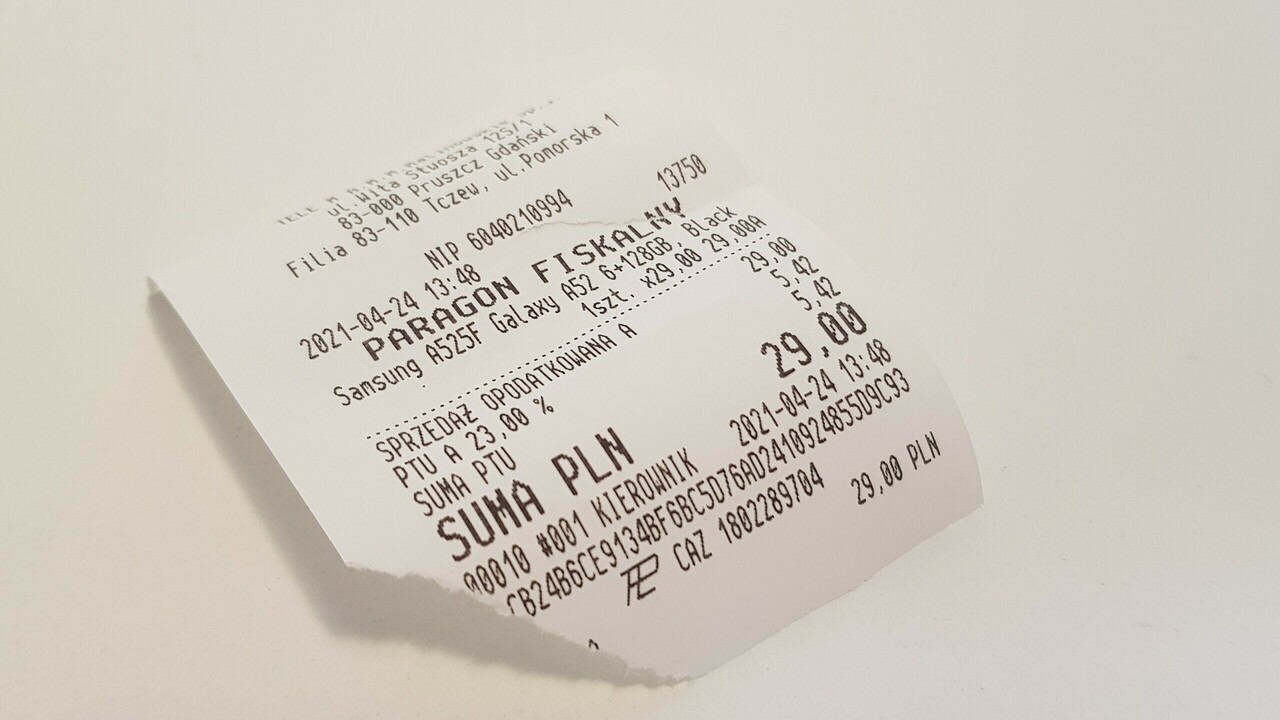 ul.Wita Stwosza 125/1
83-000 Pruszcz Gdański
Filia 83-110 Tczew, ul.Pomorska 1
NIP 6040210994
2021-04-24 13:48 13750
PARAGON FISKALNY
Samsung A525F Galaxy A52 6+128GB, Black
1szt. x29,00 29,00A
SPRZEDAŻ OPODATKOWANA A 29,00
PTU A 23,00 % 5,42
SUMA PTU 5,42
SUMA PLN 29,00
00010 #001 KIEROWNIK 2021-04-24 13:48
CB24B6CE9134BF6BC5D76AD2410924855D9C93
CAZ 1802289704
29,00 PLN